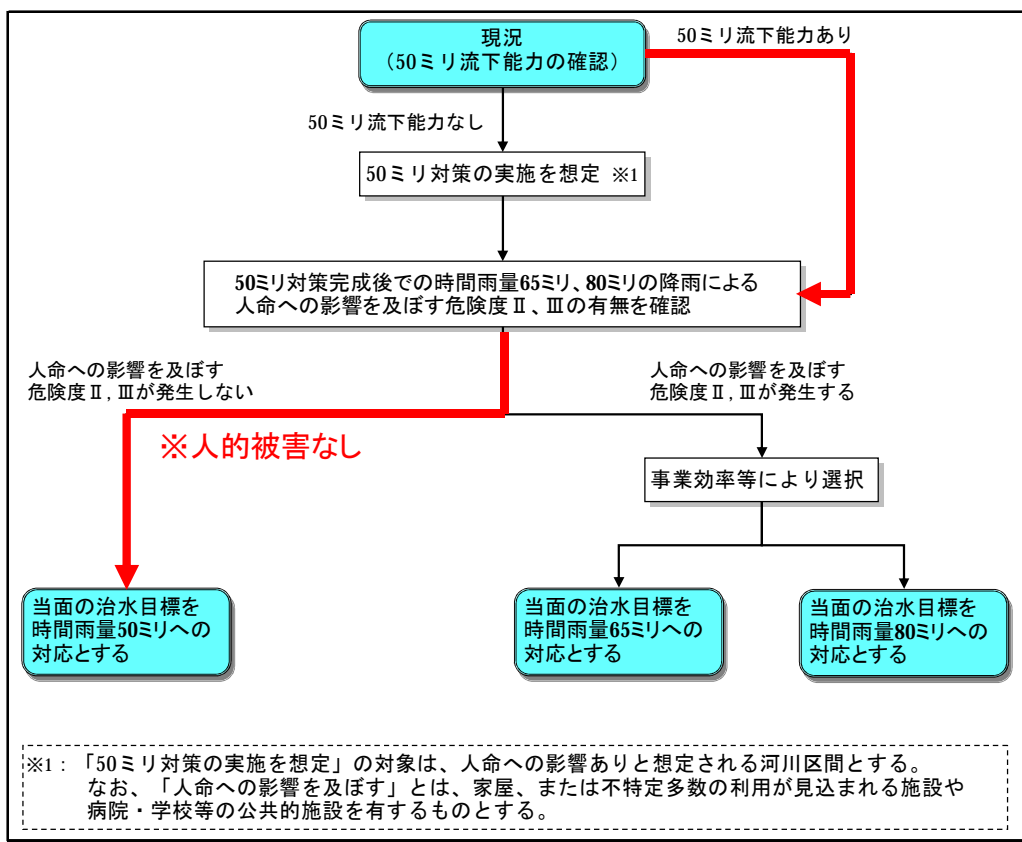 現況
（50ミリ流下能力の確認）
50ミリ流下能力あり
50ミリ流下能力なし
50ミリ対策の実施を想定 ※1
50ミリ対策完成後での時間雨量65ミリ、80ミリの降雨による
人命への影響を及ぼす危険度Ⅱ、Ⅲの有無を確認
人命への影響を及ぼす
危険度Ⅱ,Ⅲが発生しない
人命への影響を及ぼす
危険度Ⅱ,Ⅲが発生する
※人的被害なし
事業効率等により選択
当面の治水目標を
時間雨量50ミリへの
対応とする
当面の治水目標を
時間雨量65ミリへの
対応とする
当面の治水目標を
時間雨量80ミリへの
対応とする
※1：「50ミリ対策の実施を想定」の対象は、人命への影響ありと想定される河川区間とする。
なお、「人命への影響を及ぼす」とは、家屋、または不特定多数の利用が見込まれる施設や
病院・学校等の公共的施設を有するものとする。